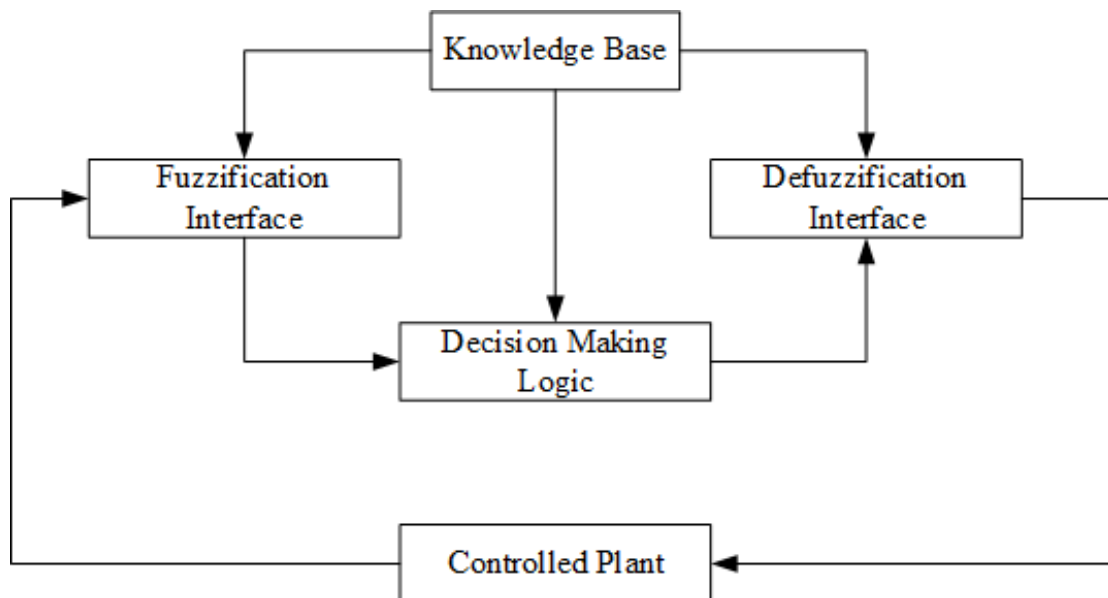 Knowledge Base
Fuzzification
Interface
Defuzzification
Interface
Decision Making
Logic
Controlled Plant